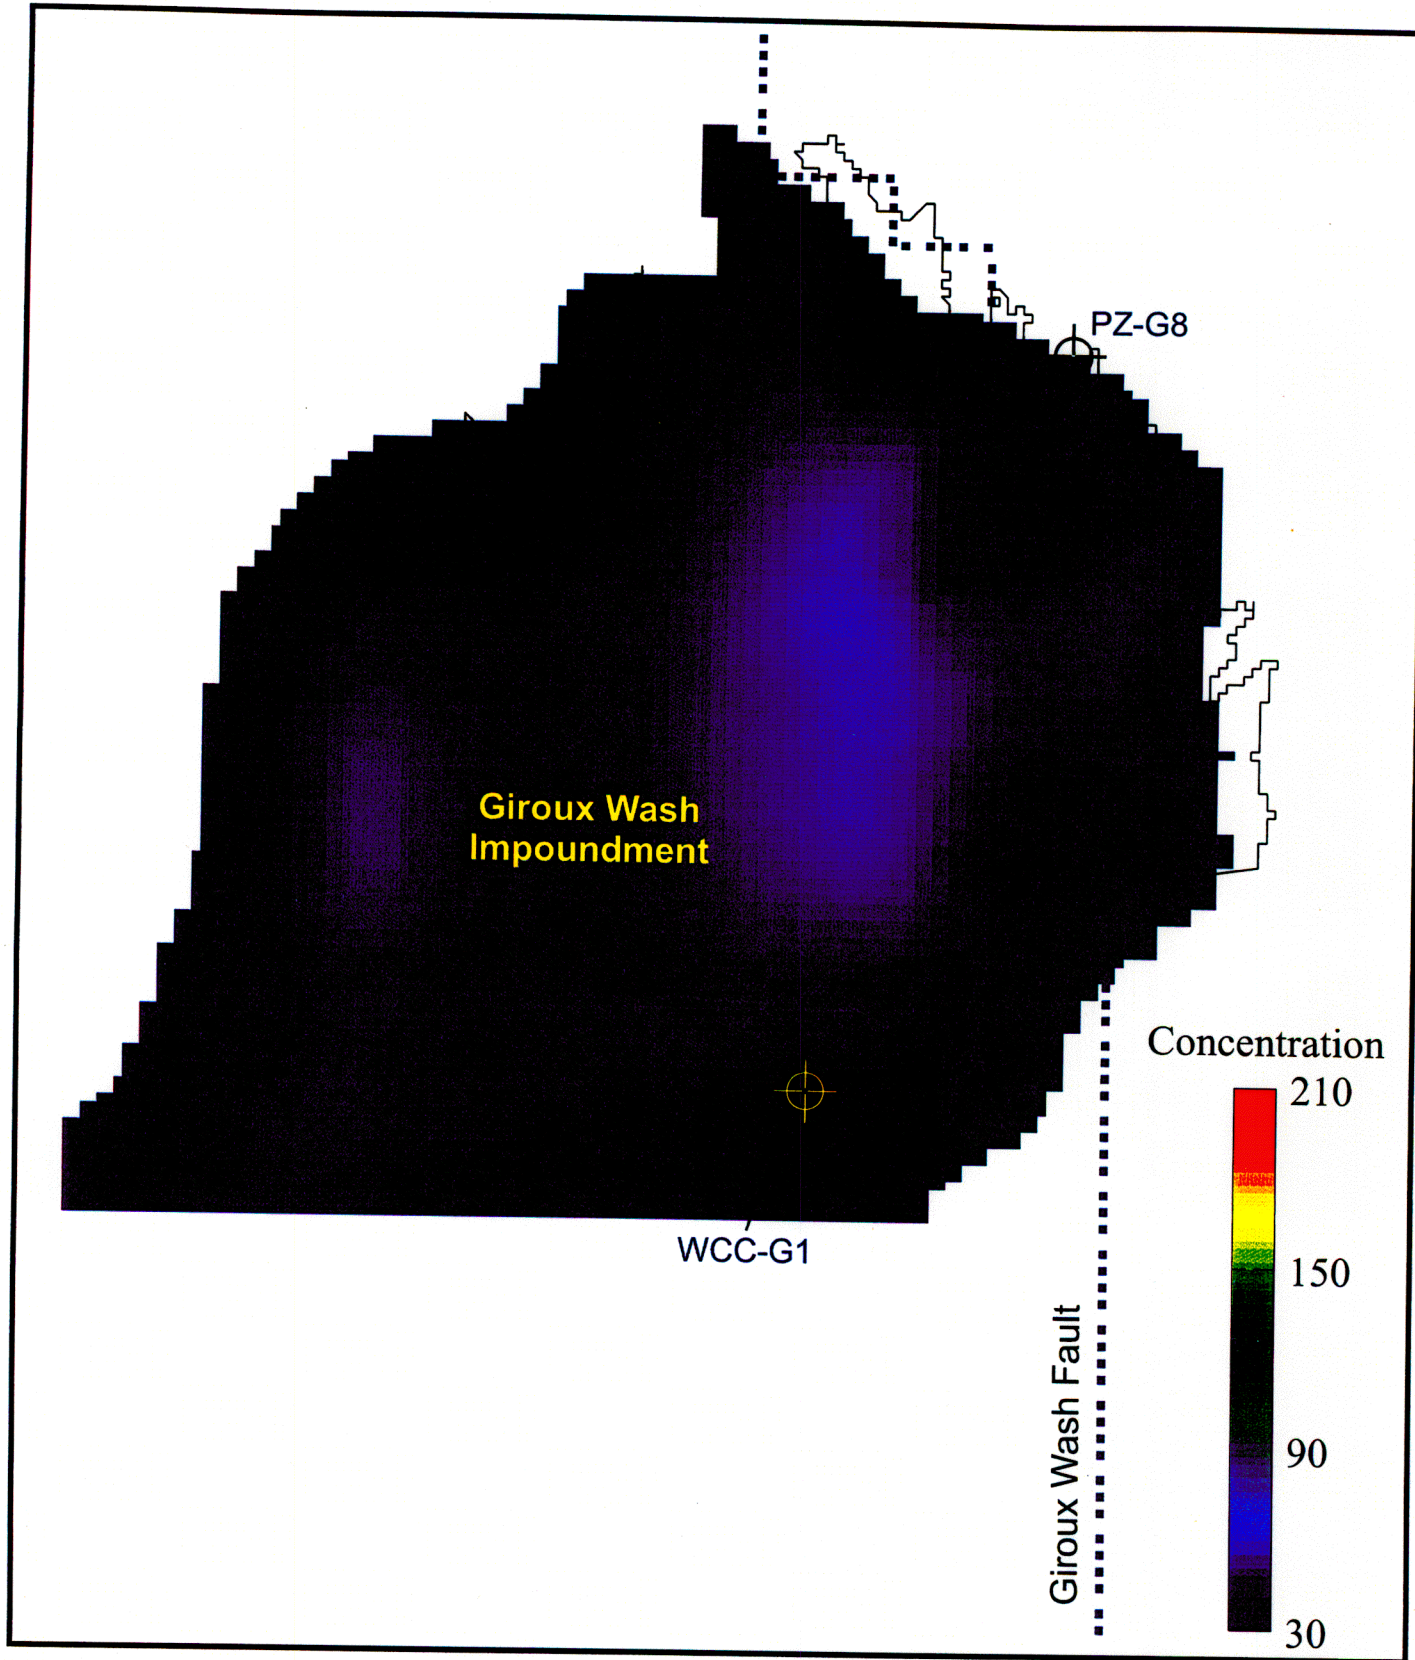 PZ-G8
Giroux Wash
Impoundment
WCC-G1
Giroux Wash Fault
Concentration
210
150
90
30